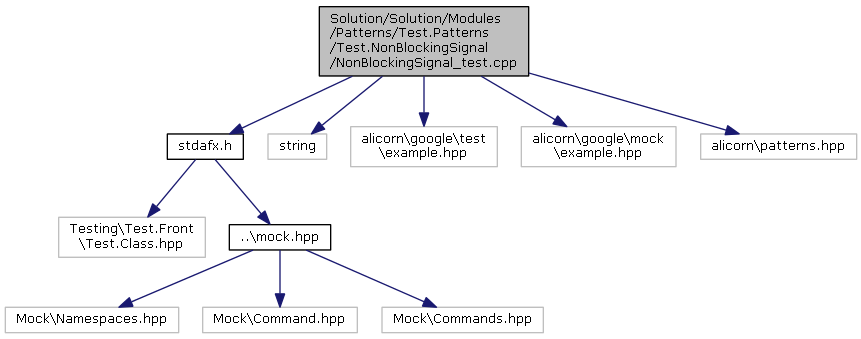 Solution/Solution/Modules
/Patterns/Test.Patterns
/Test.NonBlockingSignal
/NonBlockingSignal_test.cpp
stdafx.h
string
alicorn\google\test
\example.hpp
alicorn\google\mock
\example.hpp
alicorn\patterns.hpp
Testing\Test.Front
\Test.Class.hpp
..\mock.hpp
Mock\Namespaces.hpp
Mock\Command.hpp
Mock\Commands.hpp